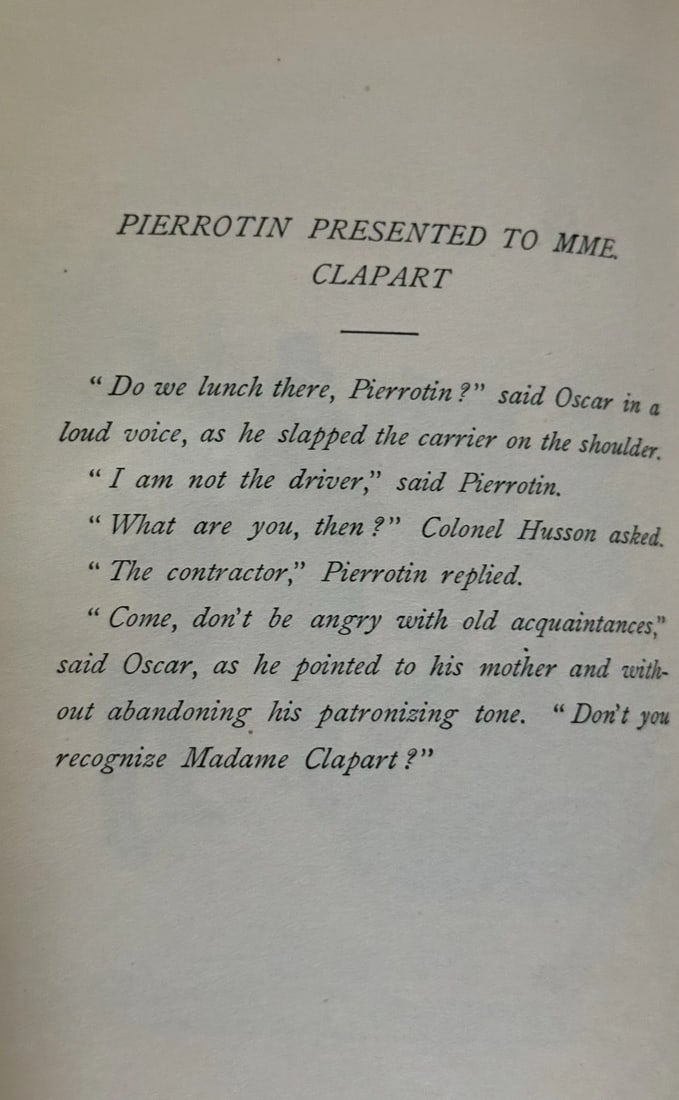 PIERROTIN PRESENTED TO MME.
CLAPART
“Do we lunch there, Pierrotin?” said Oscar in a
loud voice, as he slapped the carrier on the shoulder.
“I am not the driver,” said Pierrotin.
“What are you, then?” Colonel Husson asked.
“The contractor,” Pierrotin replied.
“Come, don’t be angry with old acquaintances,”
said Oscar, as he pointed to his mother and with-
out abandoning his patronizing tone. “Don’t you
recognize Madame Clapart?”